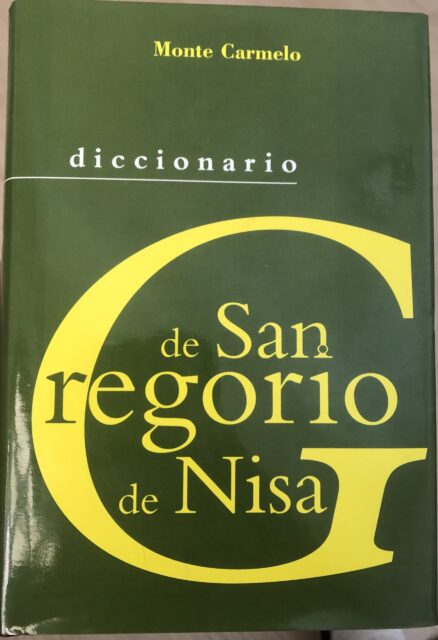 Monte Carmelo
diccionario
de San
Gregorio
de Nisa